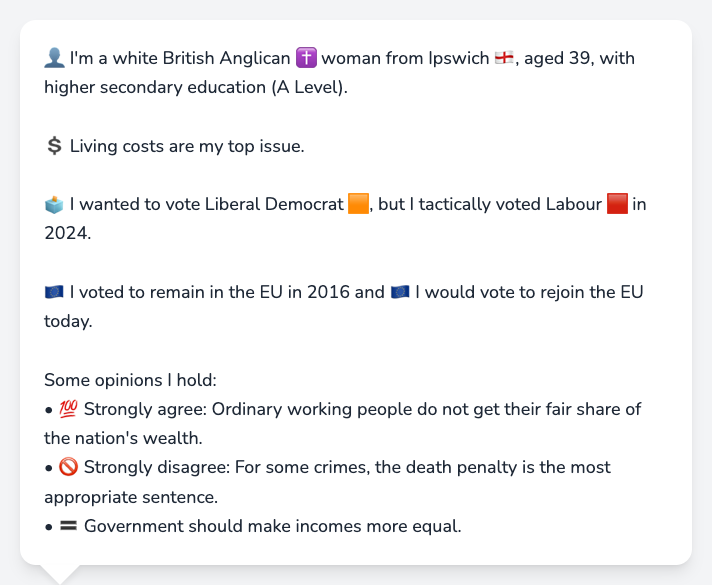 👤 I'm a white British Anglican ✝️ woman from Ipswich 🏴󠁧󠁢󠁥󠁮󠁧󠁿, aged 39, with
higher secondary education (A Level).
💲 Living costs are my top issue.
🗳️ I wanted to vote Liberal Democrat 🟧, but I tactically voted Labour 🟥 in
2024.
🇪🇺 I voted to remain in the EU in 2016 and 🇪🇺 I would vote to rejoin the EU
today.
Some opinions I hold:
• 💯 Strongly agree: Ordinary working people do not get their fair share of
the nation's wealth.
• 🚫 Strongly disagree: For some crimes, the death penalty is the most
appropriate sentence.
• 🟰 Government should make incomes more equal.